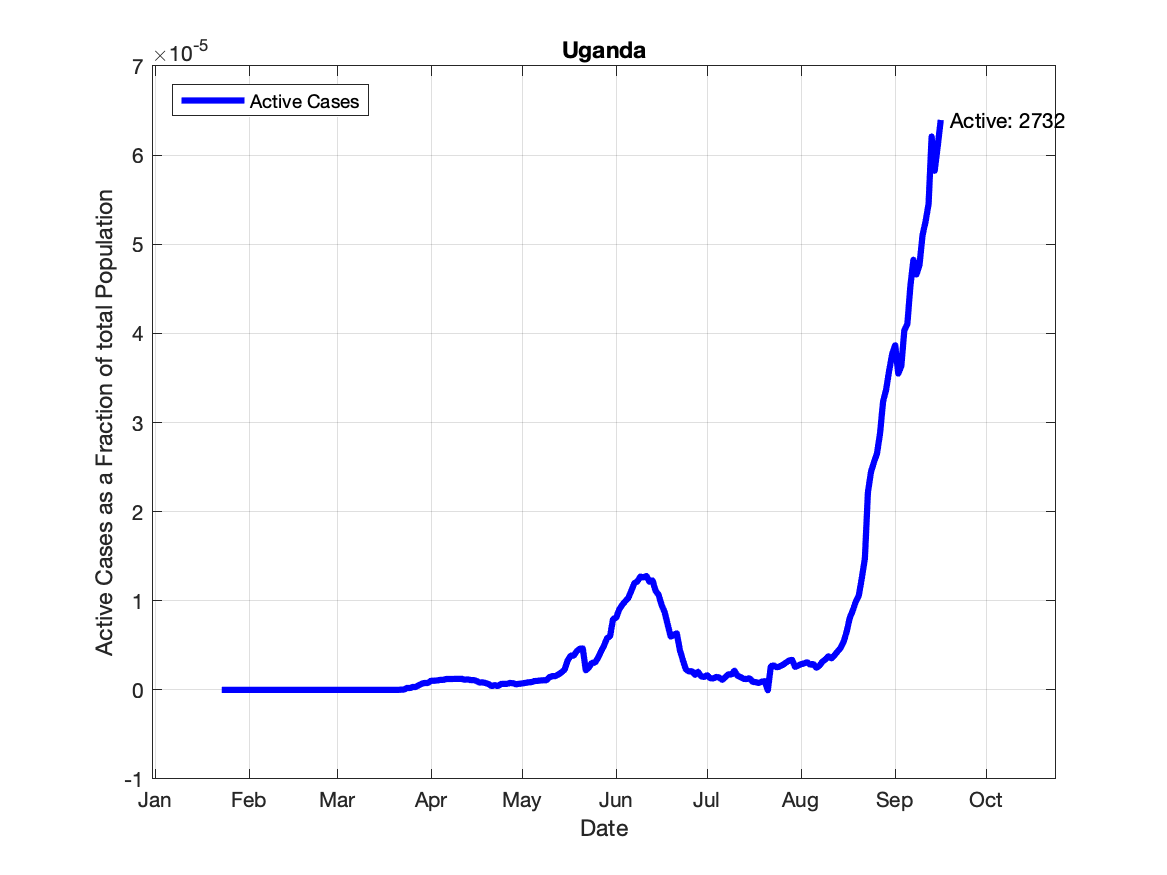 Uganda
×10-5
7
6
5
4
3
2
1
0
-1
Active Cases
Active: 2732
Active Cases as a Fraction of total Population
Jan Feb Mar Apr May Jun Jul Aug Sep Oct
Date